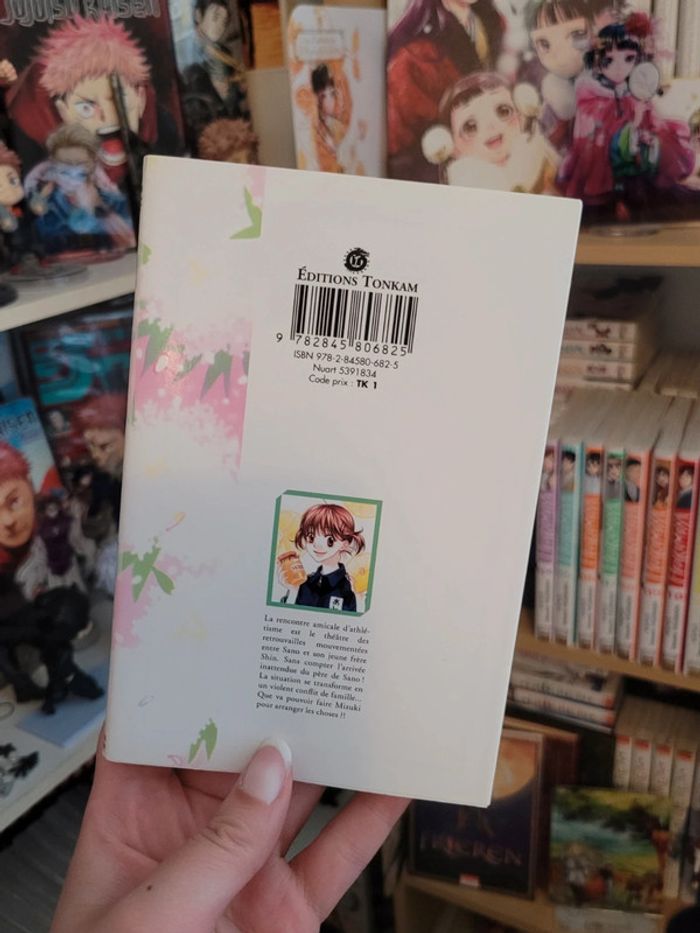 JUJUTSU KAISEN
ÉDITIONS TONKAM
9 782845 806825
ISBN 978-2-84580-682-5
Nuart 5391834
Code prix : TK 1
La rencontre amicale d'athlé-
tisme est le théâtre des
retrouvailles mouvementées
entre Sano et son jeune frère
Shin. Sans compter l'arrivée
inattendue du père de Sano !
La situation se transforme en
un violent conflit de famille...
Que va pouvoir faire Mizuki
pour arranger les choses !!
FRIEREN